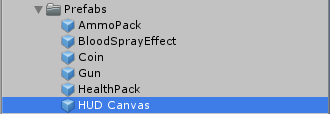 Prefabs
AmmoPack
BloodSprayEffect
Coin
Gun
HealthPack
HUD Canvas